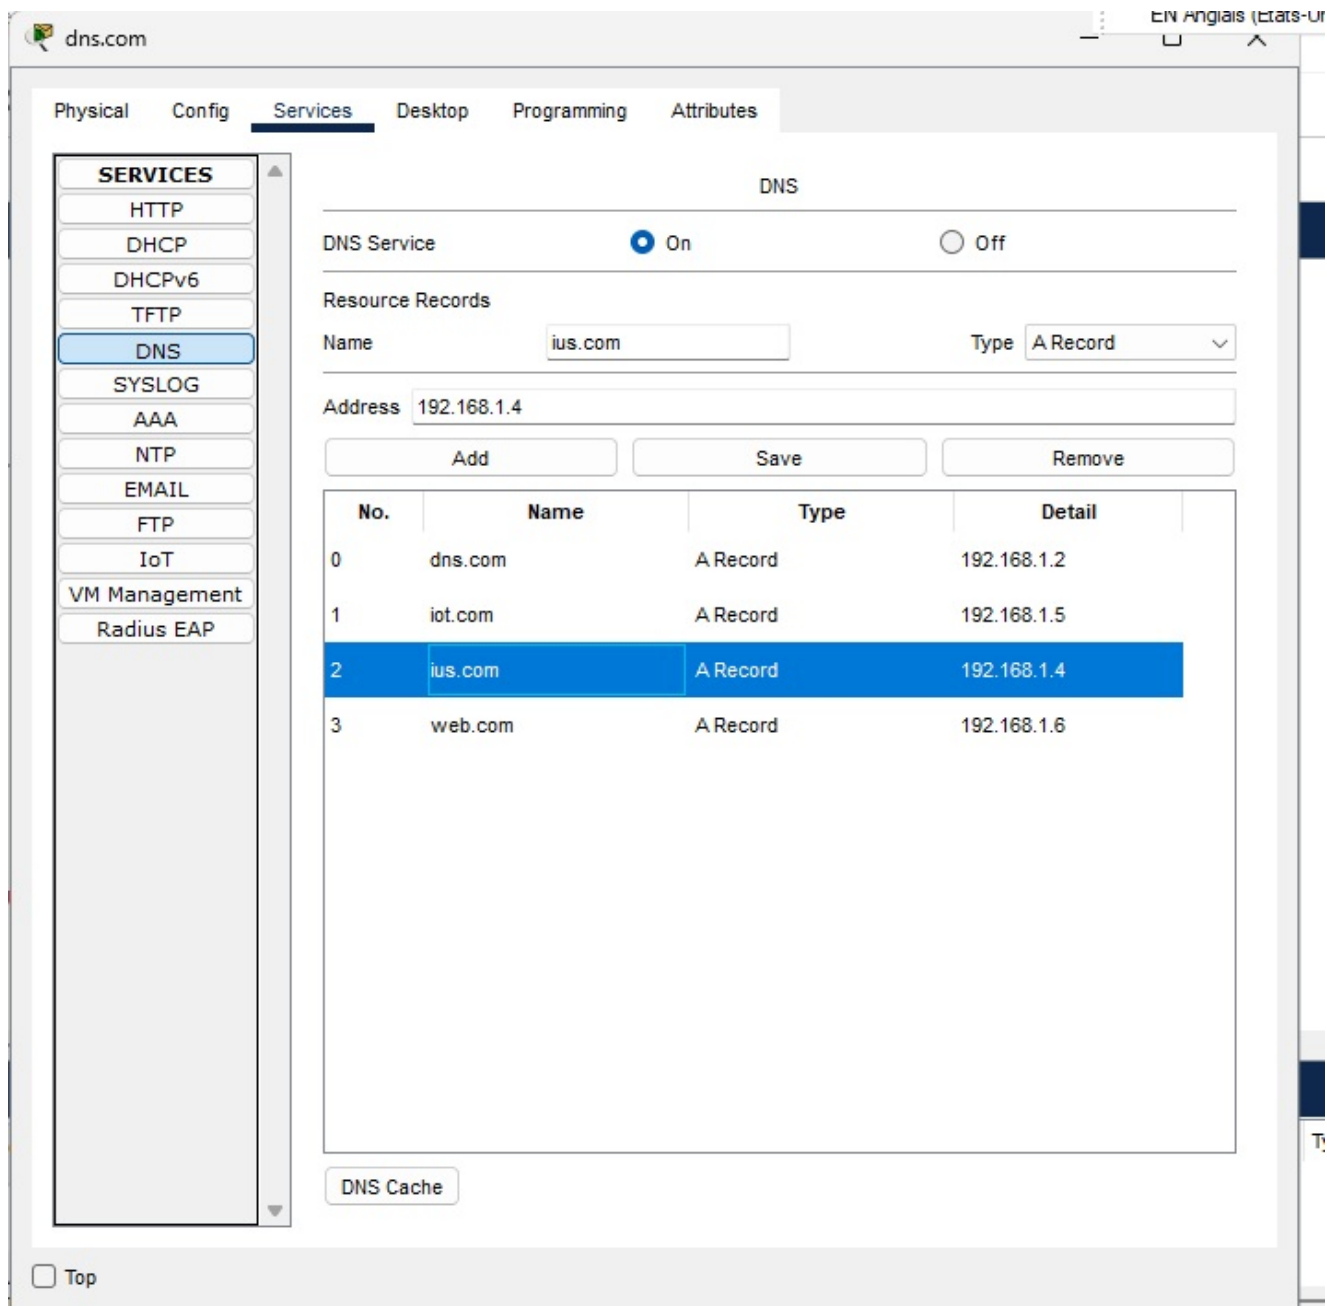 EN Anglais (États-Un
dns.com
Physical Config Services Desktop Programming Attributes
SERVICES
HTTP
DHCP
DHCPv6
TFTP
DNS
SYSLOG
AAA
NTP
EMAIL
FTP
IoT
VM Management
Radius EAP
DNS
DNS Service On Off
Resource Records
Name ius.com Type A Record
Address 192.168.1.4
Add Save Remove
No. Name Type Detail
0 dns.com A Record 192.168.1.2
1 iot.com A Record 192.168.1.5
2 ius.com A Record 192.168.1.4
3 web.com A Record 192.168.1.6
DNS Cache
Top